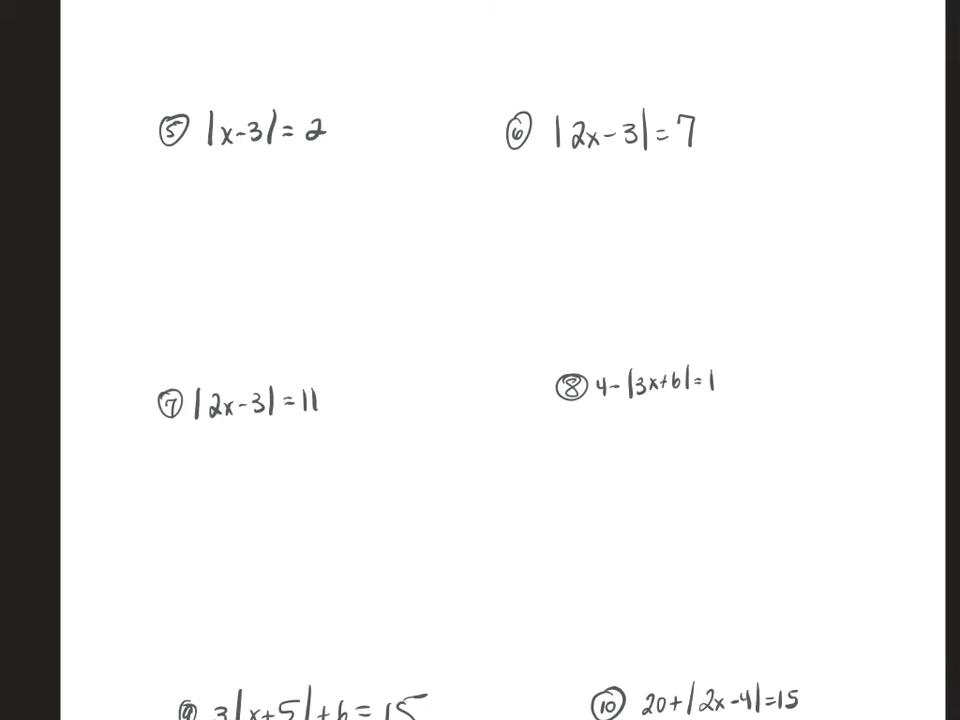 ⑤ |x-3|= 2
⑥ |2x-3|=7
⑦ |2x-3|=11
⑧ 4-|3x+6|=1
⑨ 3|x+5|+6=15
⑩ 20+|2x-4|=15